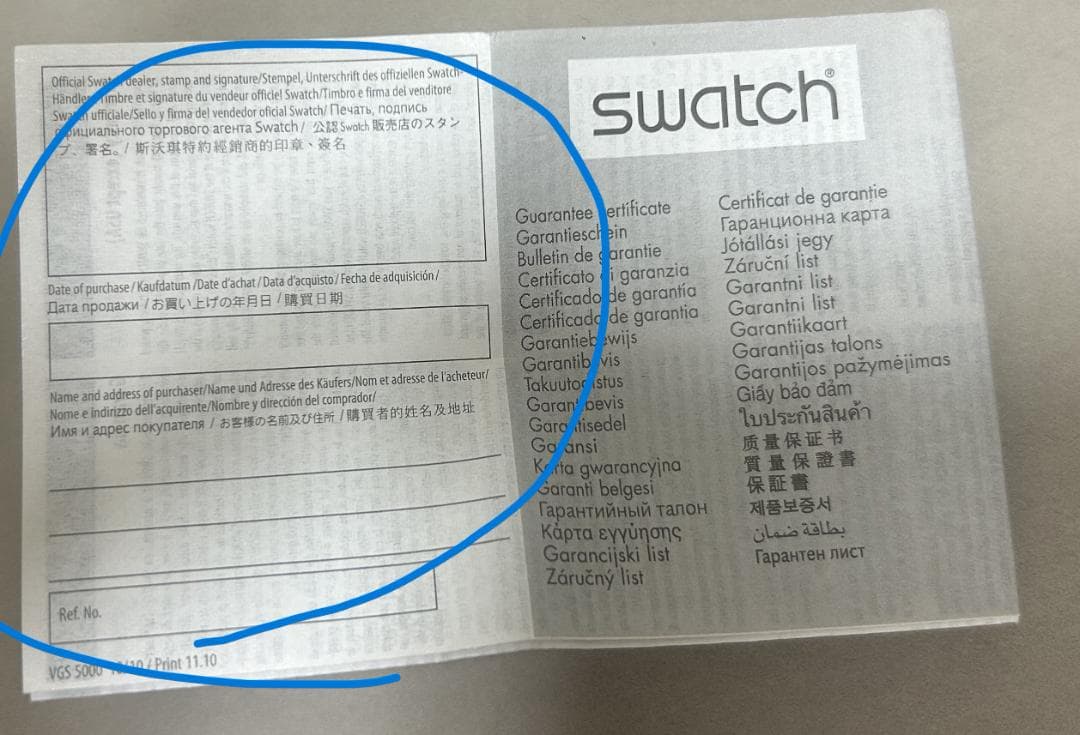 Official Swatch dealer, stamp and signature/Stempel, Unterschrift des offiziellen Swatch-
Händlers/Timbre et signature du vendeur officiel Swatch/Timbro e firma del venditore
Swatch ufficiale/Sello y firma del vendedor oficial Swatch/ Печать, подпись
официального торгового агента Swatch/ 公認 Swatch 販売店のスタン
プ、署名。/ 斯沃琪特約經銷商的印章、簽名
Date of purchase/Kaufdatum/Date d'achat/Data d'acquisto/Fecha de adquisición/
Дата продажи/お買い上げの年月日/購買日期
Name and address of purchaser/Name und Adresse des Käufers/Nom et adresse de l'acheteur/
Nome e indirizzo dell'acquirente/Nombre y dirección del comprador/
Имя и адрес покупателя / お客様の名前及び住所 / 購買者的姓名及地址
Ref. No.
VGS 5000 10/10 / Print 11.10
swatch®
Guarantee certificate
Garantieschein
Bulletin de garantie
Certificato di garanzia
Certificado de garantía
Certificado de garantia
Garantiebewijs
Garantibevis
Takuutodistus
Garantibevis
Garantisedel
Garansi
Karta gwarancyjna
Garanti belgesi
Гарантийный талон
Κάρτα εγγύησης
Garancijski list
Záručný list
Certificat de garanţie
Гаранционна карта
Jótállási jegy
Záruční list
Garantni list
Garantni list
Garantiikaart
Garantijas talons
Garantijos pažymėjimas
Giấy bảo đảm
ใบประกันสินค้า
质量保证书
質量保證書
保証書
제품보증서
بطاقة ضمان
Гарантен лист